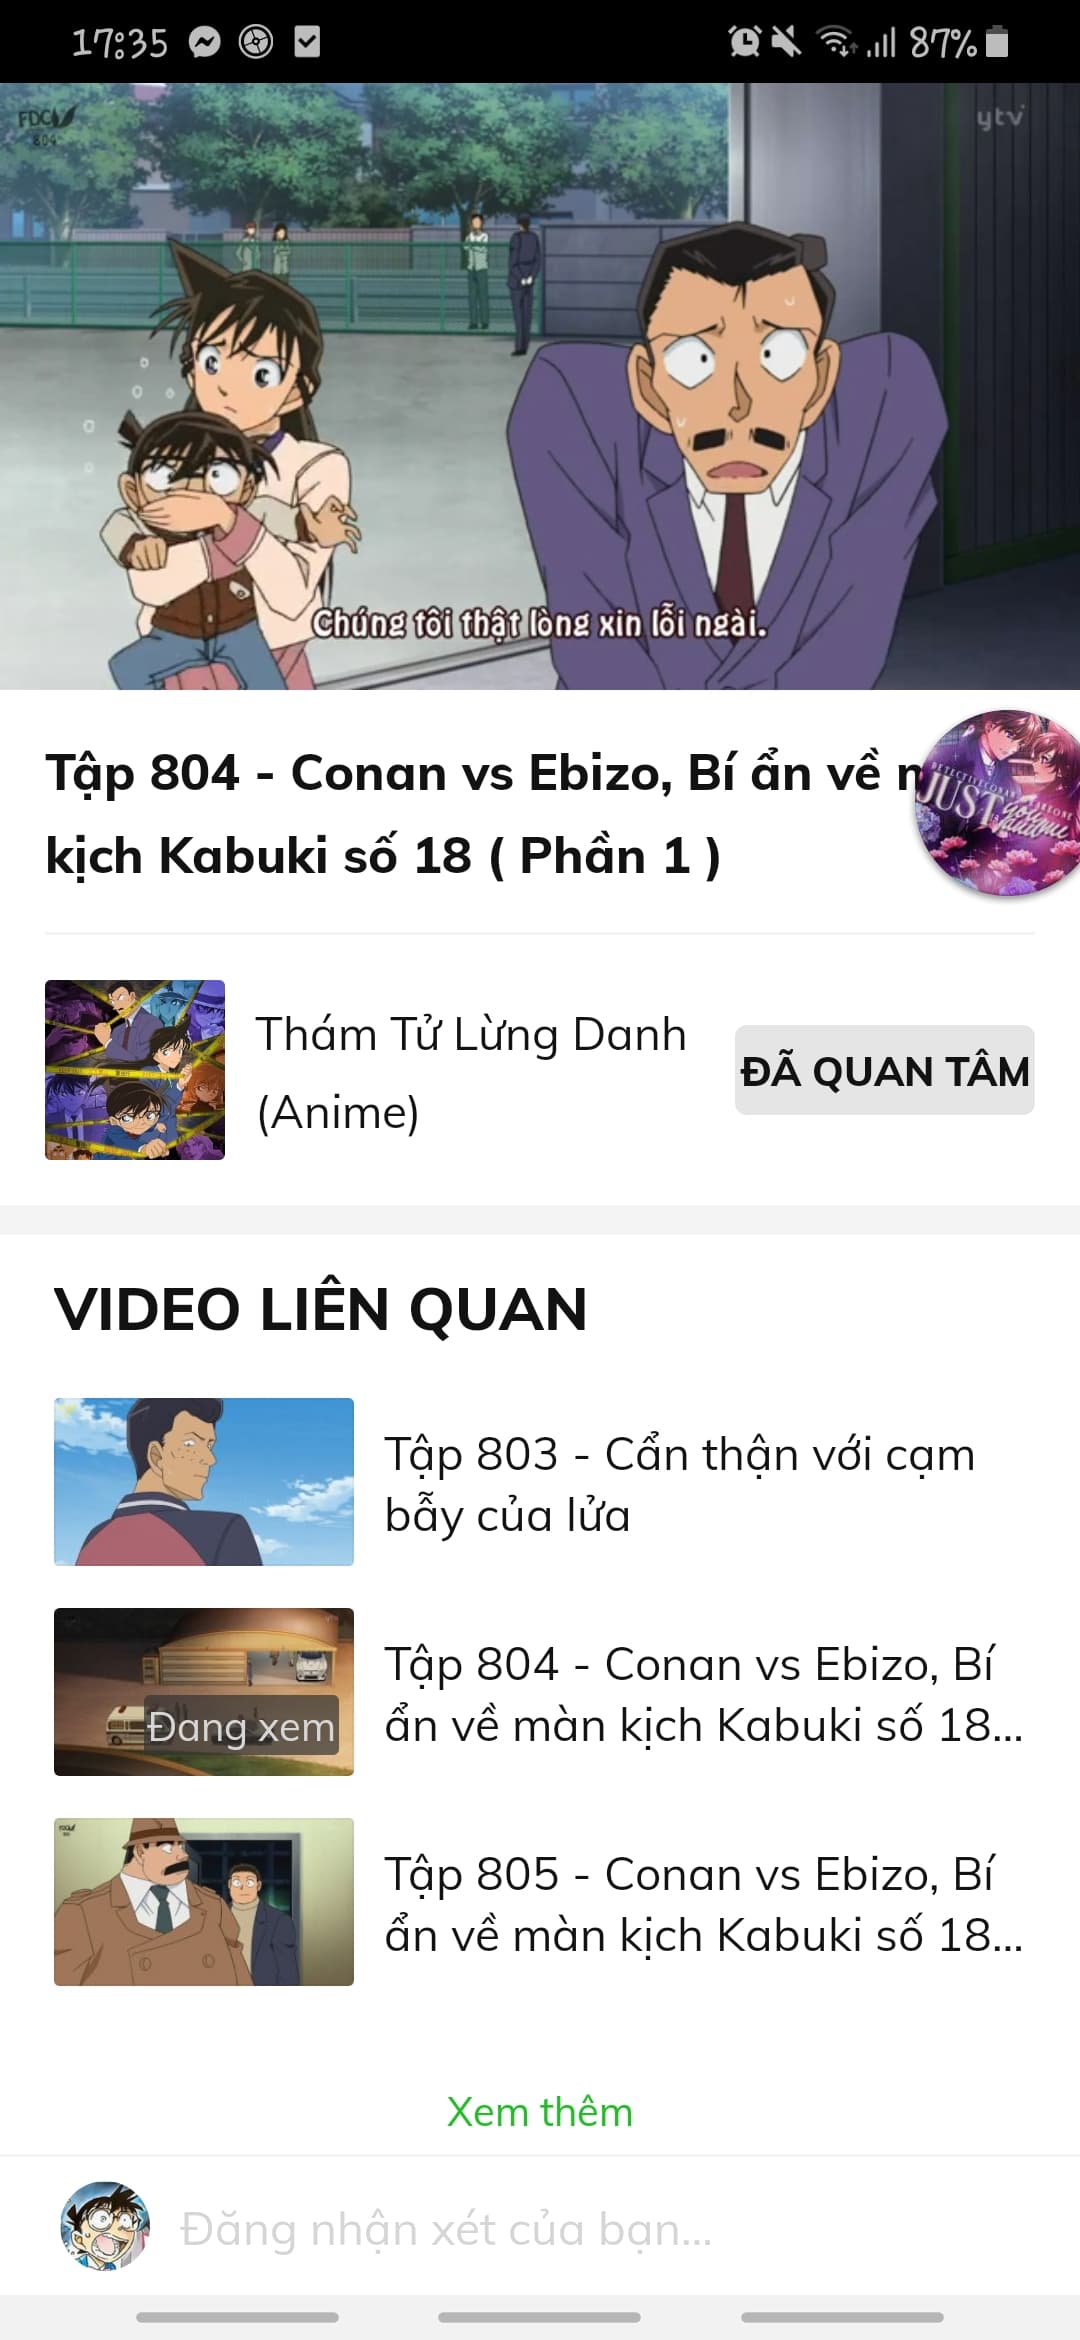 17:35
87%
FDC
804
ytv
Chúng tôi thật lòng xin lỗi ngài.
Tập 804 - Conan vs Ebizo, Bí ẩn về
kịch Kabuki số 18 ( Phần 1 )
DETECTIVE CONAN
JUST
Thám Tử Lừng Danh
(Anime)
ĐÃ QUAN TÂM
VIDEO LIÊN QUAN
Tập 803 - Cẩn thận với cạm
bẫy của lửa
Đang xem
Tập 804 - Conan vs Ebizo, Bí
ẩn về màn kịch Kabuki số 18...
Tập 805 - Conan vs Ebizo, Bí
ẩn về màn kịch Kabuki số 18...
Xem thêm
Đăng nhận xét của bạn...